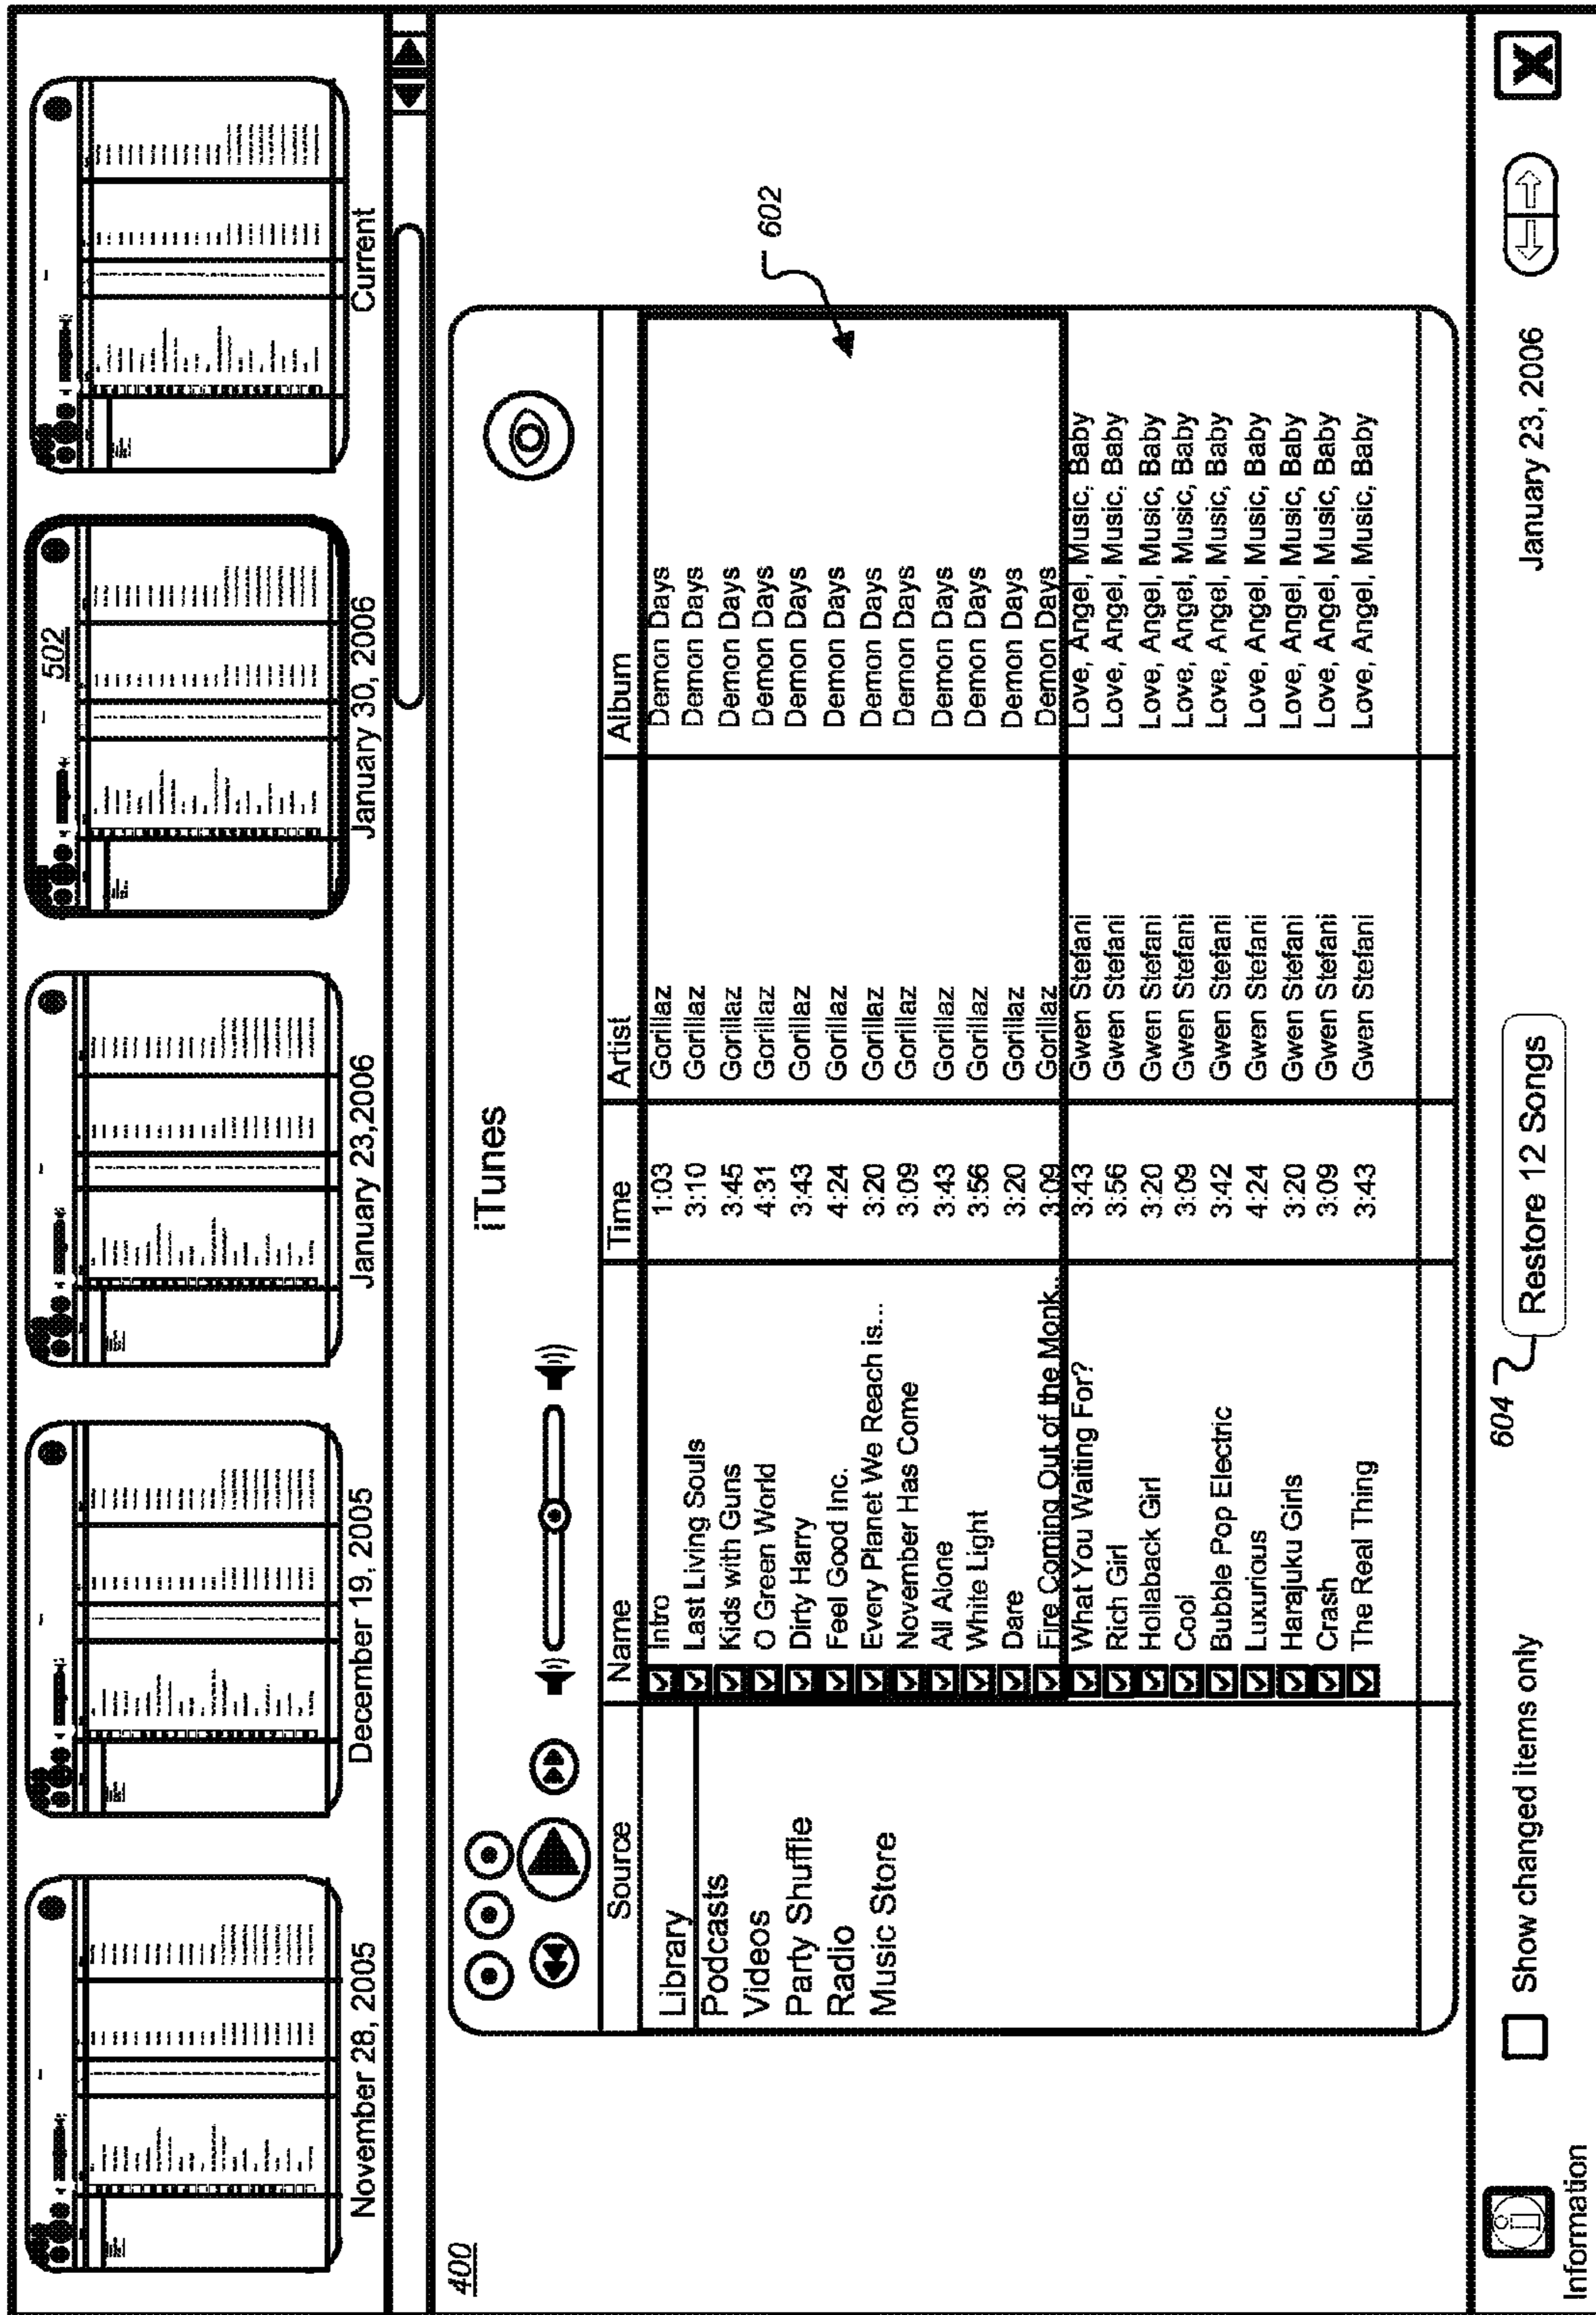 502
November 28, 2005
December 19, 2005
January 23,2006
January 30, 2006
Current
400
iTunes
Source Name Time Artist Album
Library
Podcasts
Videos
Party Shuffle
Radio
Music Store
Intro 1:03 Gorillaz Demon Days
Last Living Souls 3:10 Gorillaz Demon Days
Kids with Guns 3:45 Gorillaz Demon Days
O Green World 4:31 Gorillaz Demon Days
Dirty Harry 3:43 Gorillaz Demon Days
Feel Good Inc. 4:24 Gorillaz Demon Days
Every Planet We Reach is... 3:20 Gorillaz Demon Days
November Has Come 3:09 Gorillaz Demon Days
All Alone 3:43 Gorillaz Demon Days
White Light 3:56 Gorillaz Demon Days
Dare 3:20 Gorillaz Demon Days
Fire Coming Out of the Monk.. 3:09 Gorillaz Demon Days
What You Waiting For? 3:43 Gwen Stefani Love, Angel, Music, Baby
Rich Girl 3:56 Gwen Stefani Love, Angel, Music, Baby
Hollaback Girl 3:20 Gwen Stefani Love, Angel, Music, Baby
Cool 3:09 Gwen Stefani Love, Angel, Music, Baby
Bubble Pop Electric 3:42 Gwen Stefani Love, Angel, Music, Baby
Luxurious 4:24 Gwen Stefani Love, Angel, Music, Baby
Harajuku Girls 3:20 Gwen Stefani Love, Angel, Music, Baby
Crash 3:09 Gwen Stefani Love, Angel, Music, Baby
The Real Thing 3:43 Gwen Stefani Love, Angel, Music, Baby
602
604
Information
Show changed items only
Restore 12 Songs
January 23, 2006
X